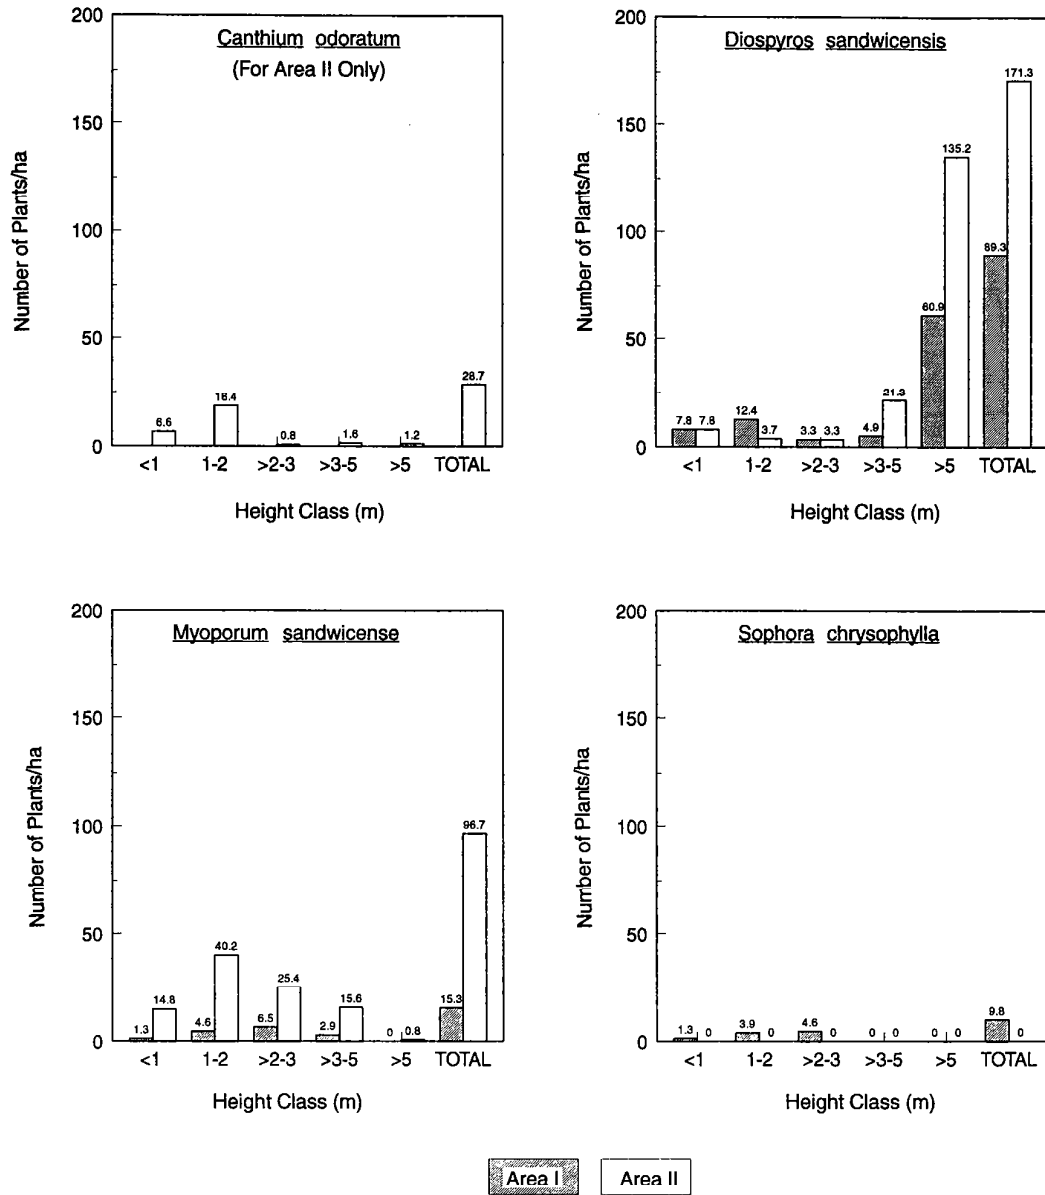 Canthium odoratum
(For Area II Only)
Number of Plants/ha
200
150
100
50
0
6.6
18.4
0.8
1.6
1.2
28.7
<1 1-2 >2-3 >3-5 >5 TOTAL
Height Class (m)
Diospyros sandwicensis
Number of Plants/ha
200
150
100
50
0
7.8 7.8
12.4 3.7
3.3 3.3
4.9 21.3
60.9 135.2
89.3 171.3
<1 1-2 >2-3 >3-5 >5 TOTAL
Height Class (m)
Myoporum sandwicense
Number of Plants/ha
200
150
100
50
0
1.3 14.8
4.6 40.2
6.5 25.4
2.9 15.6
0 0.8
15.3 96.7
<1 1-2 >2-3 >3-5 >5 TOTAL
Height Class (m)
Sophora chrysophylla
Number of Plants/ha
200
150
100
50
0
1.3 0
3.9 0
4.6 0
0 0
0 0
9.8 0
<1 1-2 >2-3 >3-5 >5 TOTAL
Height Class (m)
Area I Area II